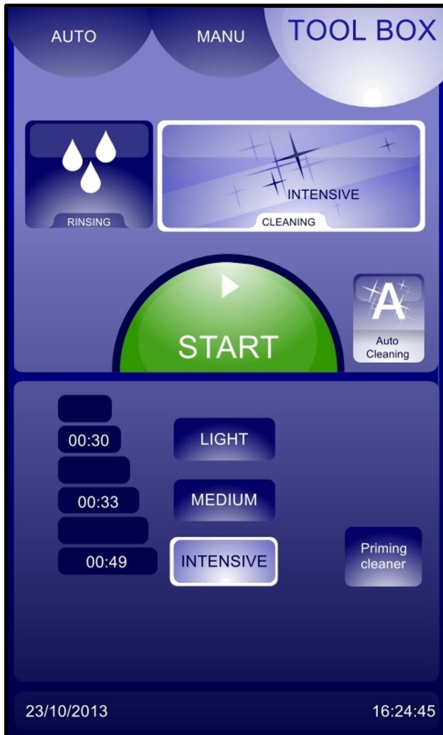 AUTO
MANU
TOOL BOX
INTENSIVE
RINSING
CLEANING
START
A
Auto
Cleaning
00:30
LIGHT
00:33
MEDIUM
00:49
INTENSIVE
Priming
cleaner
23/10/2013
16:24:45